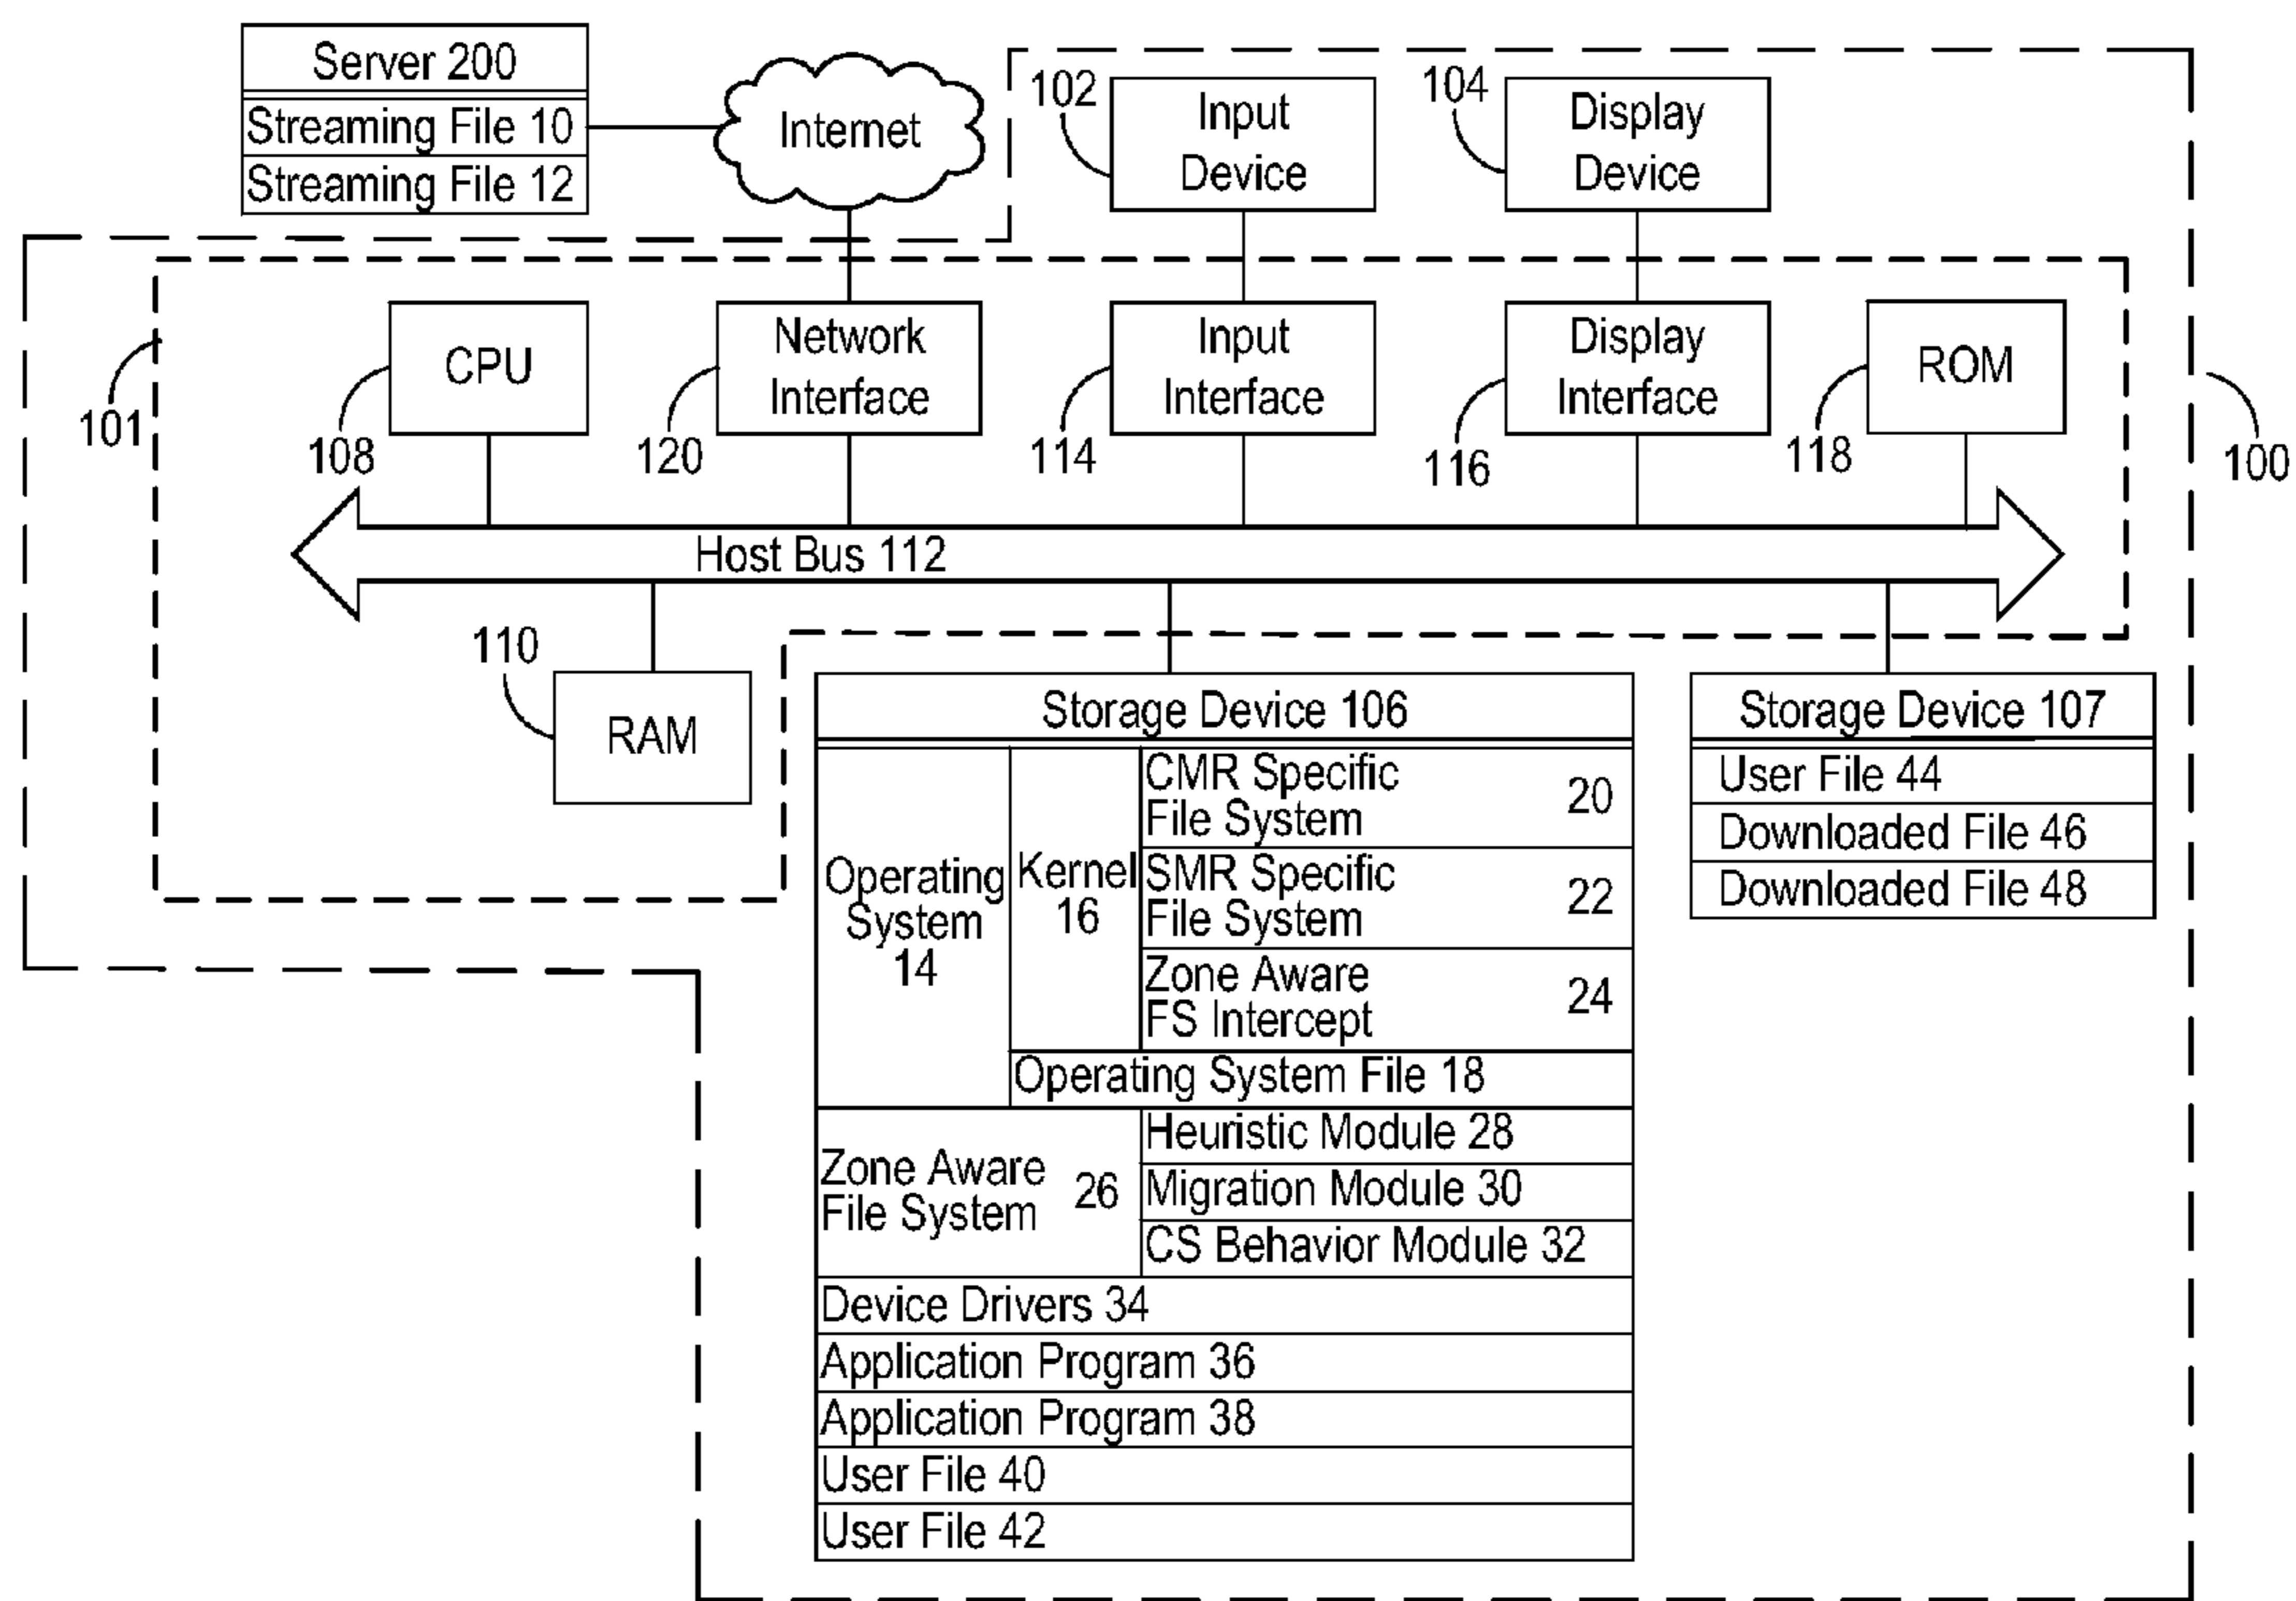 Server 200
Streaming File 10
Streaming File 12
Internet
102
Input
Device
104
Display
Device
101
CPU
108
Network
Interface
120
Input
Interface
114
Display
Interface
116
ROM
118
100
Host Bus 112
110
RAM
Storage Device 106
Operating
System
14
Kernel
16
CMR Specific
File System
20
SMR Specific
File System
22
Zone Aware
FS Intercept
24
Operating System File 18
Zone Aware
File System
26
Heuristic Module 28
Migration Module 30
CS Behavior Module 32
Device Drivers 34
Application Program 36
Application Program 38
User File 40
User File 42
Storage Device 107
User File 44
Downloaded File 46
Downloaded File 48